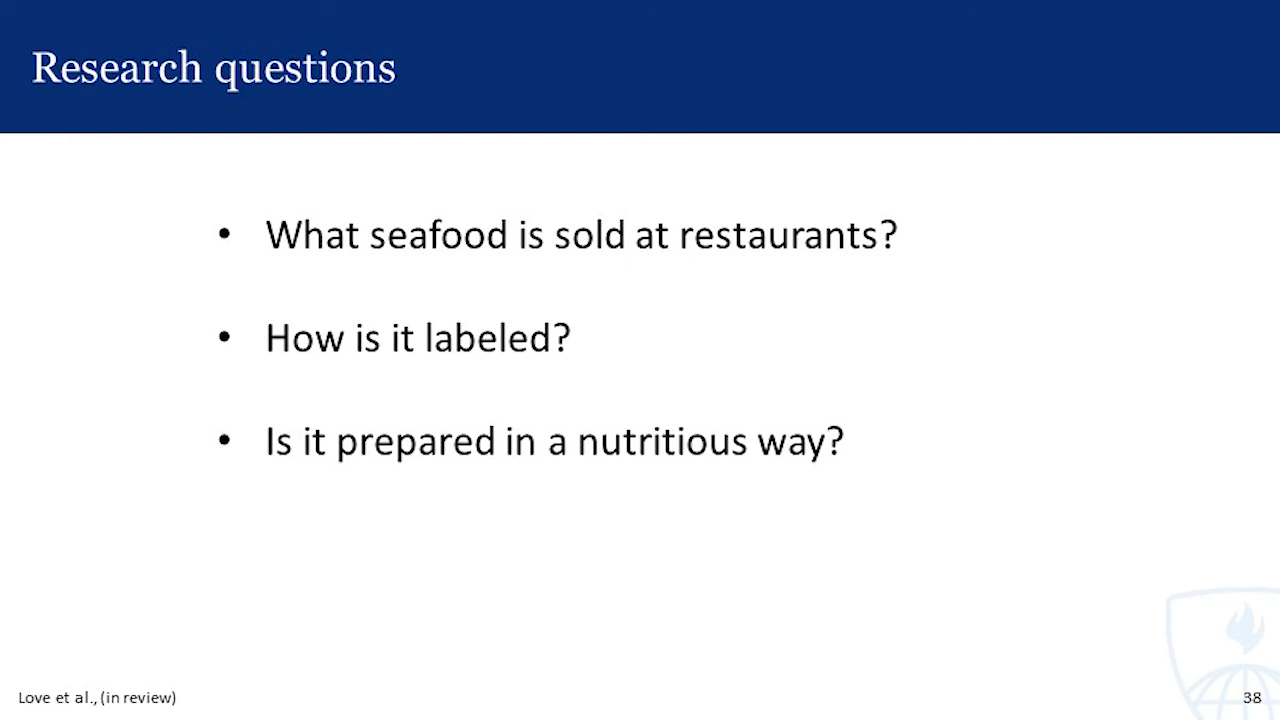 Research questions
• What seafood is sold at restaurants?
• How is it labeled?
• Is it prepared in a nutritious way?
Love et al., (in review)
38